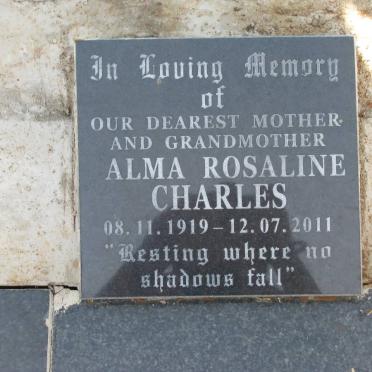 In Loving Memory
of
OUR DEAREST MOTHER
AND GRANDMOTHER
ALMA ROSALINE
CHARLES
08.11.1919 – 12.07.2011
"Resting where no
shadows fall"